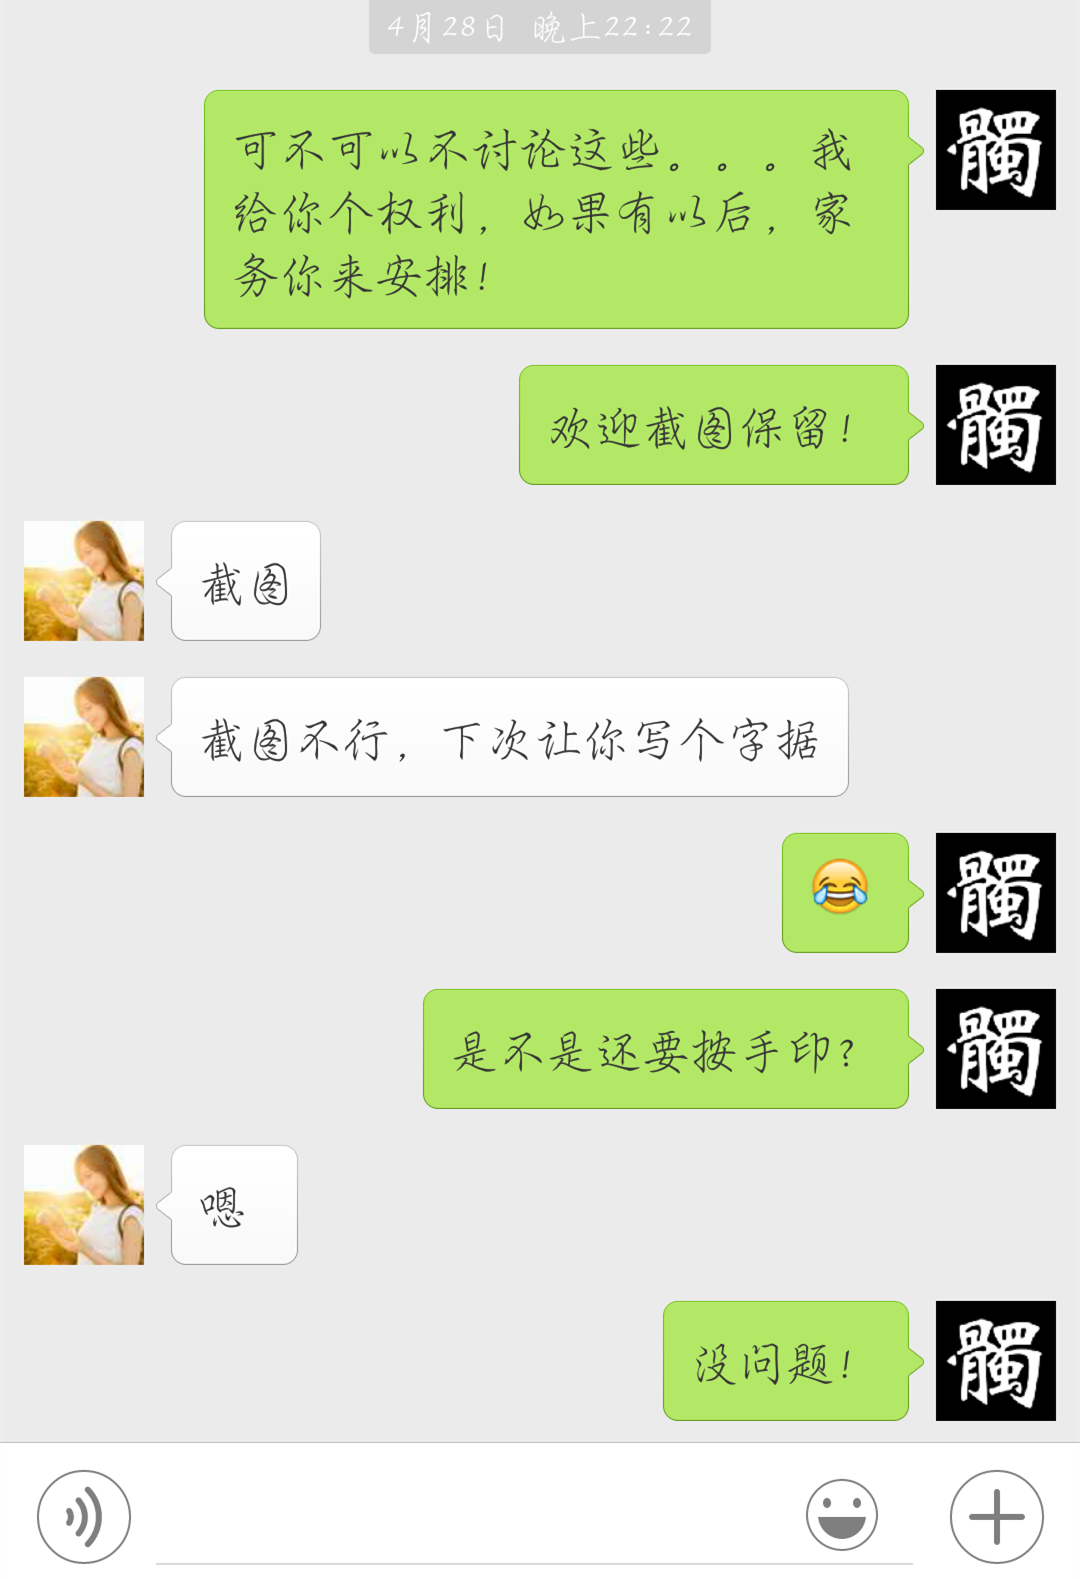 4月28日 晚上22:22
可不可以不讨论这些。。。我
给你个权利，如果有以后，家
务你来安排！
髑
欢迎截图保留！
髑
截图
截图不行，下次让你写个字据
😂
髑
是不是还要按手印？
髑
嗯
没问题！
髑